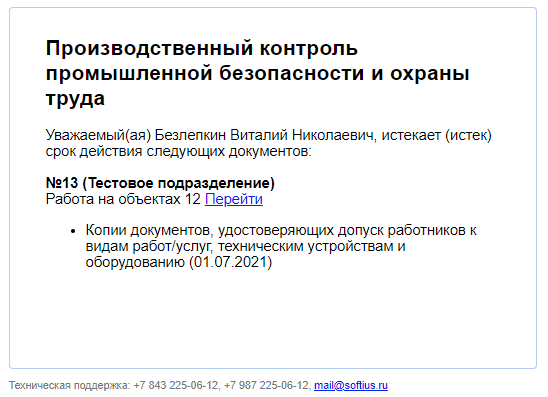 Производственный контроль
промышленной безопасности и охраны
труда
Уважаемый(ая) Безлепкин Виталий Николаевич, истекает (истек)
срок действия следующих документов:
№13 (Тестовое подразделение)
Работа на объектах 12 Перейти
• Копии документов, удостоверяющих допуск работников к
видам работ/услуг, техническим устройствам и
оборудованию (01.07.2021)
Техническая поддержка: +7 843 225-06-12, +7 987 225-06-12, mail@softius.ru